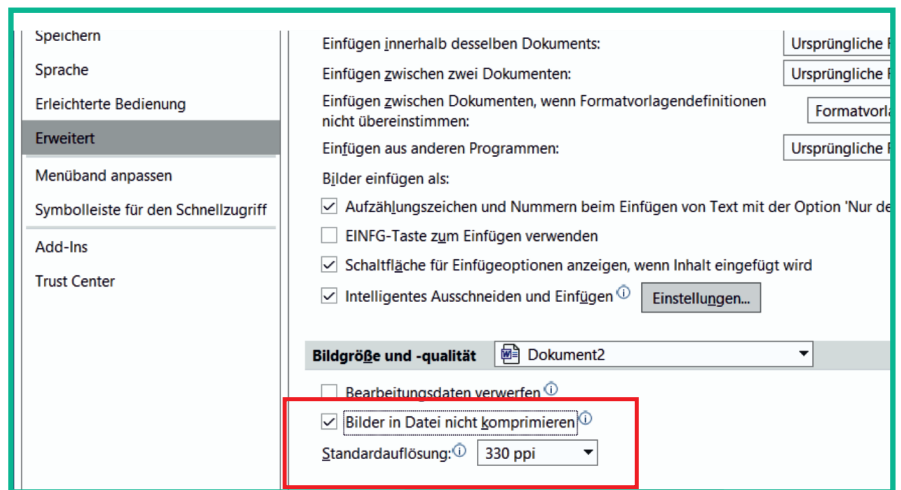 Speichern
Sprache
Erleichterte Bedienung
Erweitert
Menüband anpassen
Symbolleiste für den Schnellzugriff
Add-Ins
Trust Center
Einfügen innerhalb desselben Dokuments: Ursprüngliche
Einfügen zwischen zwei Dokumenten: Ursprüngliche
Einfügen zwischen Dokumenten, wenn Formatvorlagendefinitionen
nicht übereinstimmen:
Einfügen aus anderen Programmen: Ursprüngliche
Bilder einfügen als:
Aufzählungszeichen und Nummern beim Einfügen von Text mit der Option 'Nur
EINFG-Taste zum Einfügen verwenden
Schaltfläche für Einfügeoptionen anzeigen, wenn Inhalt eingefügt wird
Intelligentes Ausschneiden und Einfügen Einstellungen...
Bildgröße und -qualität Dokument2
Bearbeitungsdaten verwerfen
Bilder in Datei nicht komprimieren
Standardauflösung: 330 ppi